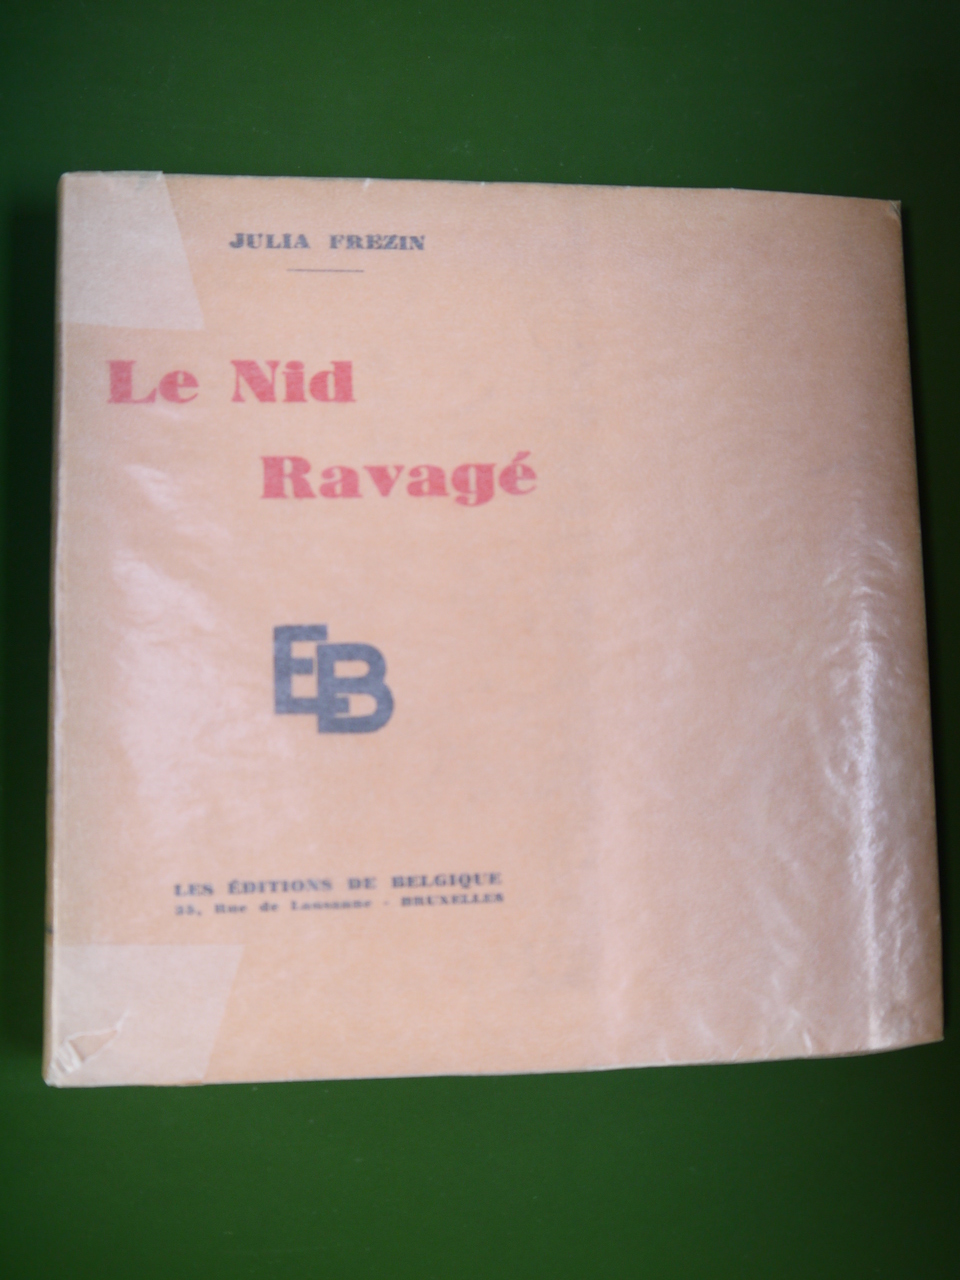 JULIA FREZIN
Le Nid
Ravagé
EB
LES ÉDITIONS DE BELGIQUE
35, Rue de Lausanne - BRUXELLES